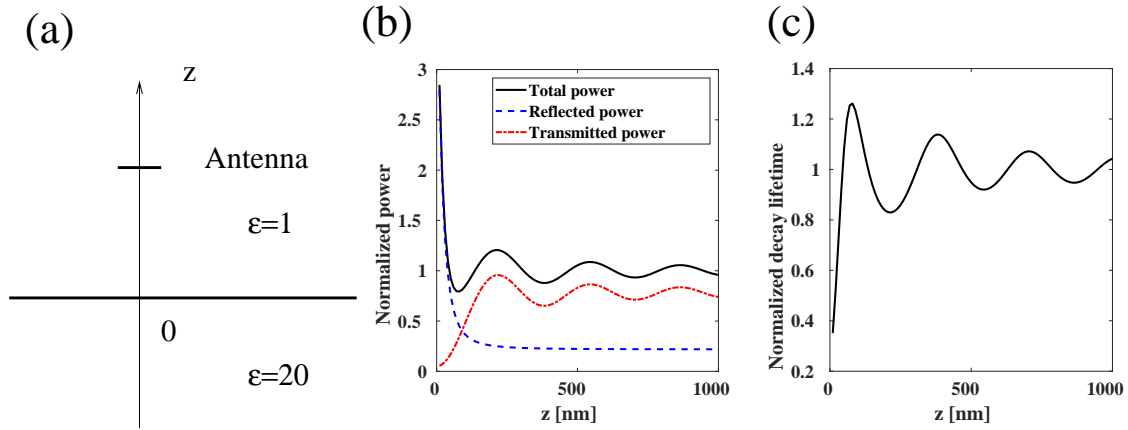 (a)
z
Antenna
ε=1
0
ε=20
(b)
Normalized power
3
2.5
2
1.5
1
0.5
0
0
500
1000
z [nm]
Total power
Reflected power
Transmitted power
(c)
Normalized decay lifetime
1.4
1.2
1
0.8
0.6
0.4
0.2
0
500
1000
z [nm]